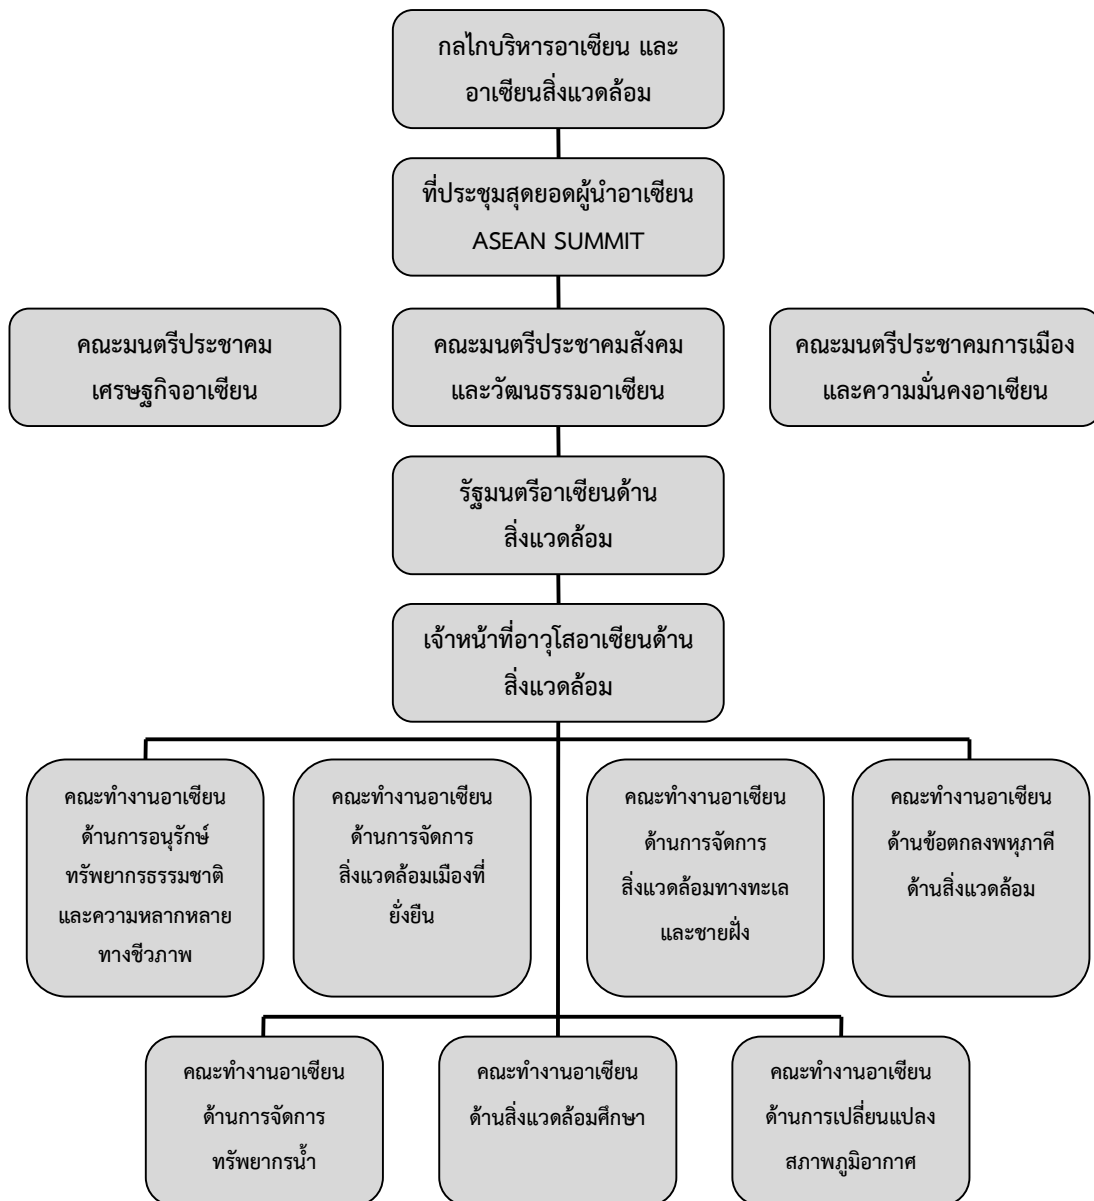 กลไกบริหารอาเซียน และ
อาเซียนสิ่งแวดล้อม
ที่ประชุมสุดยอดผู้นำอาเซียน
ASEAN SUMMIT
คณะมนตรีประชาคม
เศรษฐกิจอาเซียน
คณะมนตรีประชาคมสังคม
และวัฒนธรรมอาเซียน
คณะมนตรีประชาคมการเมือง
และความมั่นคงอาเซียน
รัฐมนตรีอาเซียนด้าน
สิ่งแวดล้อม
เจ้าหน้าที่อาวุโสอาเซียนด้าน
สิ่งแวดล้อม
คณะทำงานอาเซียน
ด้านการอนุรักษ์
ทรัพยากรธรรมชาติ
และความหลากหลาย
ทางชีวภาพ
คณะทำงานอาเซียน
ด้านการจัดการ
สิ่งแวดล้อมเมืองที่
ยั่งยืน
คณะทำงานอาเซียน
ด้านการจัดการ
สิ่งแวดล้อมทางทะเล
และชายฝั่ง
คณะทำงานอาเซียน
ด้านข้อตกลงพหุภาคี
ด้านสิ่งแวดล้อม
คณะทำงานอาเซียน
ด้านการจัดการ
ทรัพยากรน้ำ
คณะทำงานอาเซียน
ด้านสิ่งแวดล้อมศึกษา
คณะทำงานอาเซียน
ด้านการเปลี่ยนแปลง
สภาพภูมิอากาศ